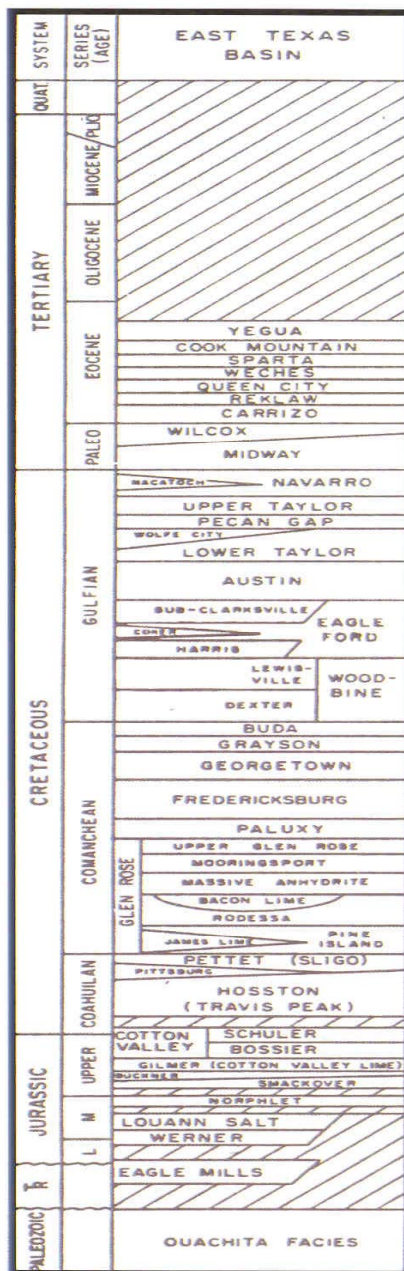 SYSTEM
SERIES (AGE)
EAST TEXAS
BASIN
QUAT.
TERTIARY
MIOCENE/PLIO
OLIGOCENE
EOCENE
YEGUA
COOK MOUNTAIN
SPARTA
WECHES
QUEEN CITY
REKLAW
CARRIZO
PALEO
WILCOX
MIDWAY
CRETACEOUS
GULFIAN
NACATOCH
NAVARRO
UPPER TAYLOR
PECAN GAP
WOLFE CITY
LOWER TAYLOR
AUSTIN
SUB-CLARKSVILLE
EAGLE
FORD
COKER
HARRIS
LEWIS-
VILLE
WOOD-
BINE
DEXTER
COMANCHEAN
BUDA
GRAYSON
GEORGETOWN
FREDERICKSBURG
PALUXY
GLEN ROSE
UPPER GLEN ROSE
MOORINGSPORT
MASSIVE ANHYDRITE
BACON LIME
RODESSA
JAMES LIME
PINE
ISLAND
COAHUILAN
PETTET (SLIGO)
PITTSBURG
HOSSTON
(TRAVIS PEAK)
JURASSIC
UPPER
COTTON
VALLEY
SCHULER
BOSSIER
GILMER (COTTON VALLEY LIME)
BUCKNER
SMACKOVER
NORPHLET
M
LOUANN SALT
WERNER
L
TR
EAGLE MILLS
PALEOZOIC
OUACHITA FACIES